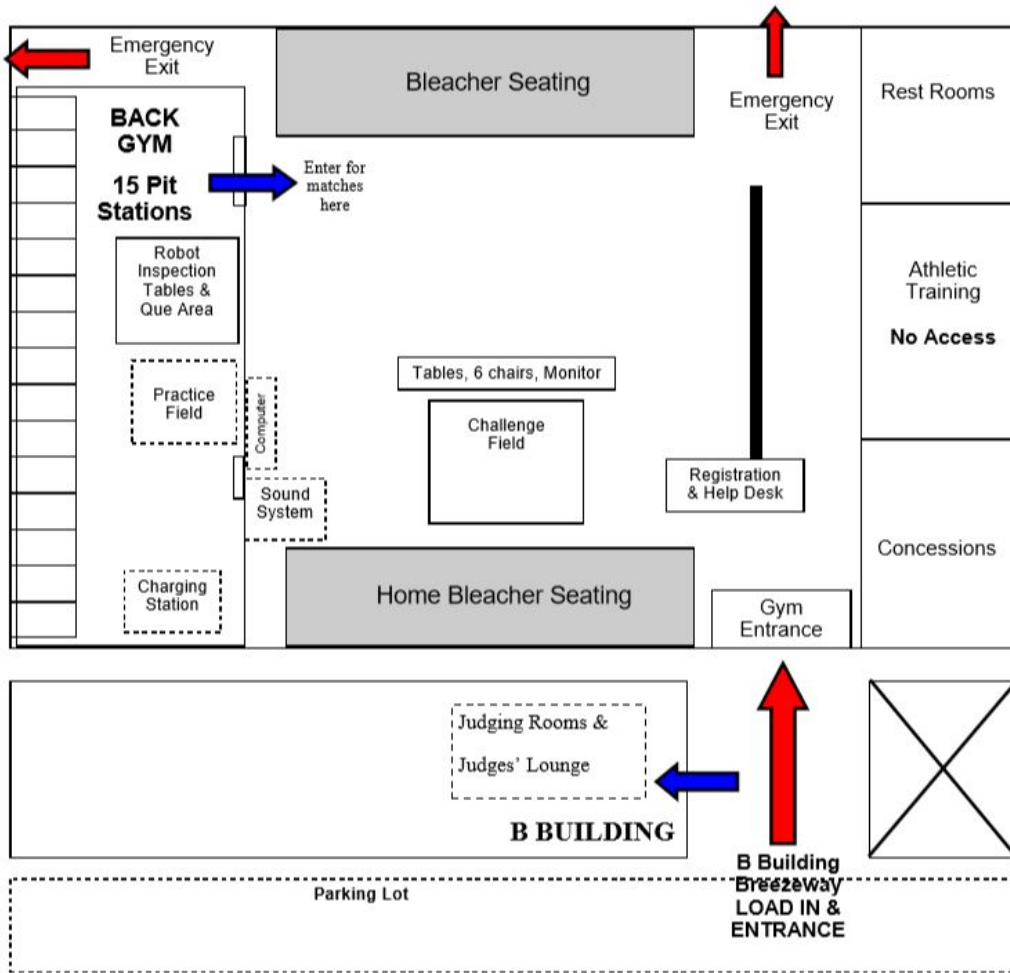 Emergency
Exit
Bleacher Seating
Emergency
Exit
Rest Rooms
BACK
GYM
15 Pit
Stations
Enter for
matches
here
Robot
Inspection
Tables &
Que Area
Athletic
Training
No Access
Practice
Field
Computer
Tables, 6 chairs, Monitor
Challenge
Field
Registration
& Help Desk
Sound
System
Concessions
Charging
Station
Home Bleacher Seating
Gym
Entrance
Judging Rooms &
Judges' Lounge
B BUILDING
B Building
Breezeway
LOAD IN &
ENTRANCE
Parking Lot